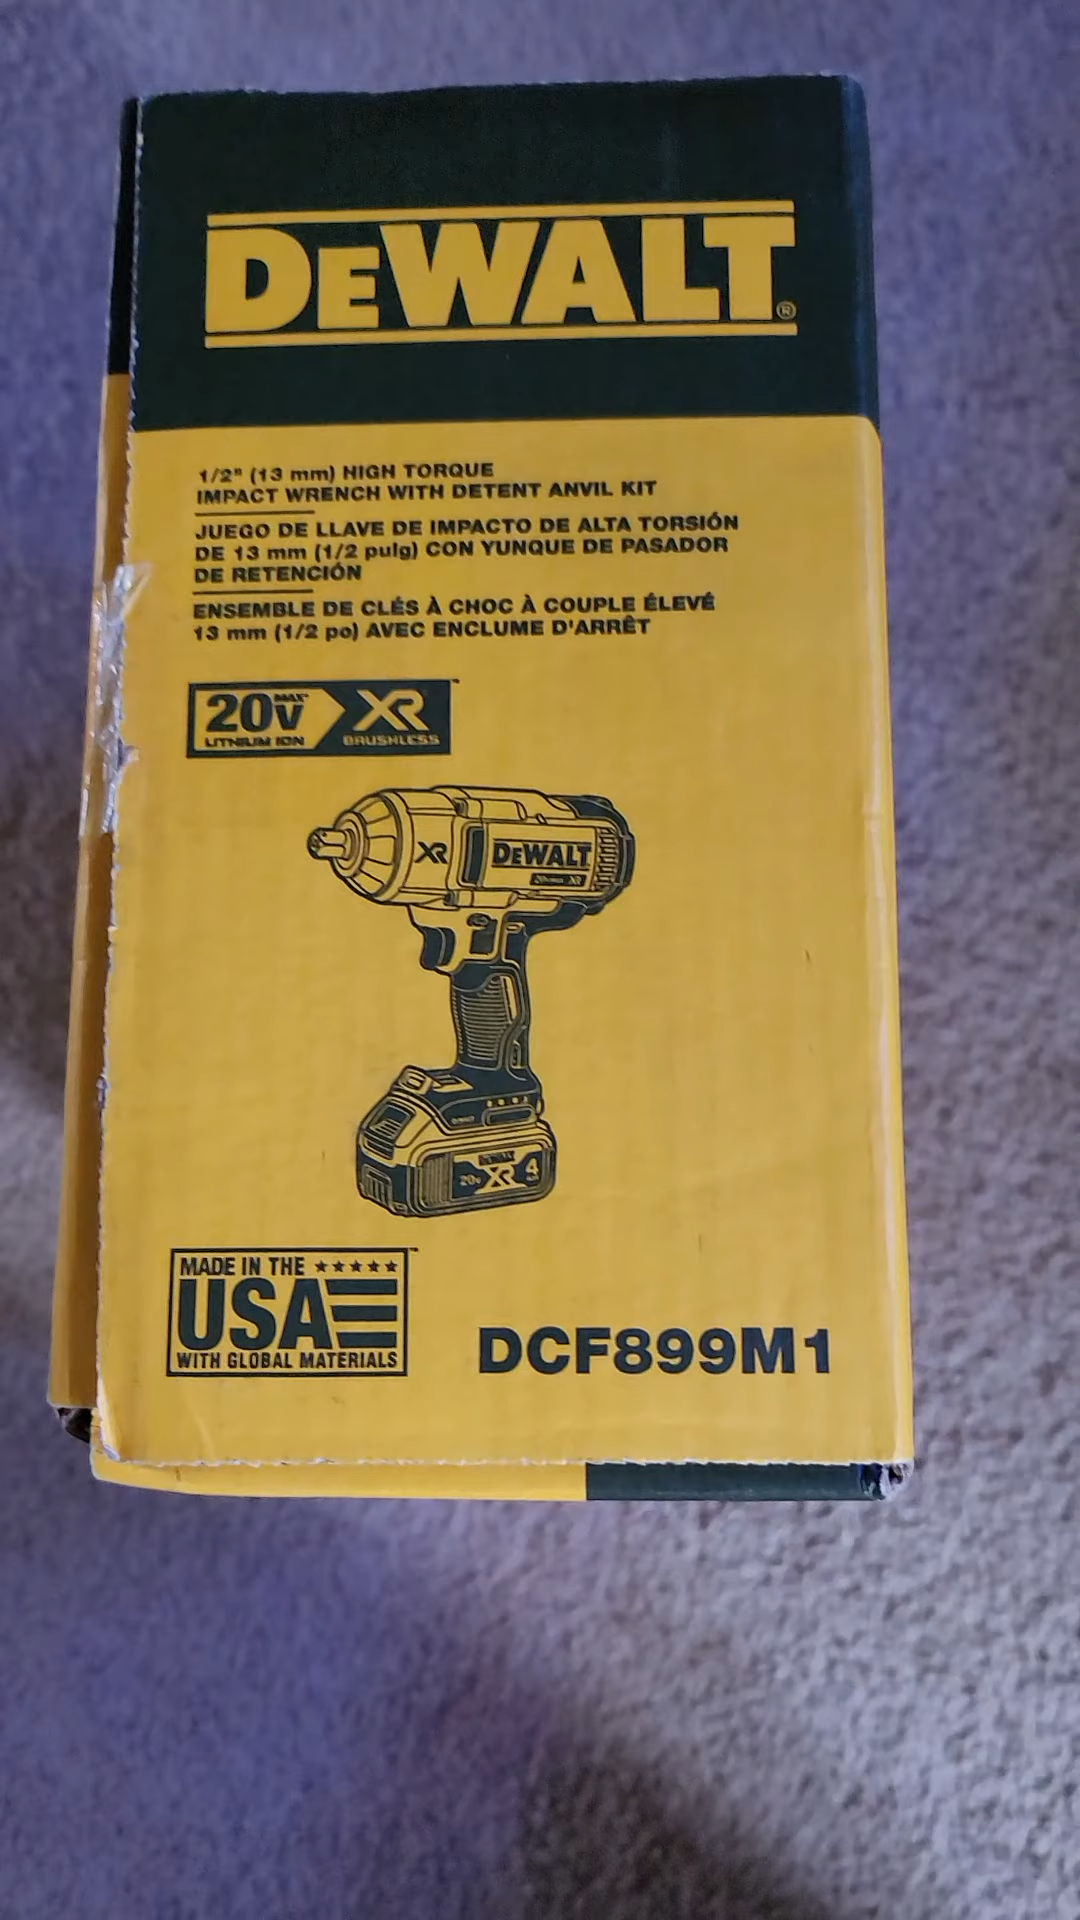 DEWALT®
1/2" (13 mm) HIGH TORQUE
IMPACT WRENCH WITH DETENT ANVIL KIT
JUEGO DE LLAVE DE IMPACTO DE ALTA TORSIÓN
DE 13 mm (1/2 pulg) CON YUNQUE DE PASADOR
DE RETENCIÓN
ENSEMBLE DE CLÉS À CHOC À COUPLE ÉLEVÉ
13 mm (1/2 po) AVEC ENCLUME D'ARRÊT
20V MAX* XR™
LITHIUM ION BRUSHLESS
XR DEWALT
DEWALT
20V XR 4
MADE IN THE ™
USA
WITH GLOBAL MATERIALS
DCF899M1